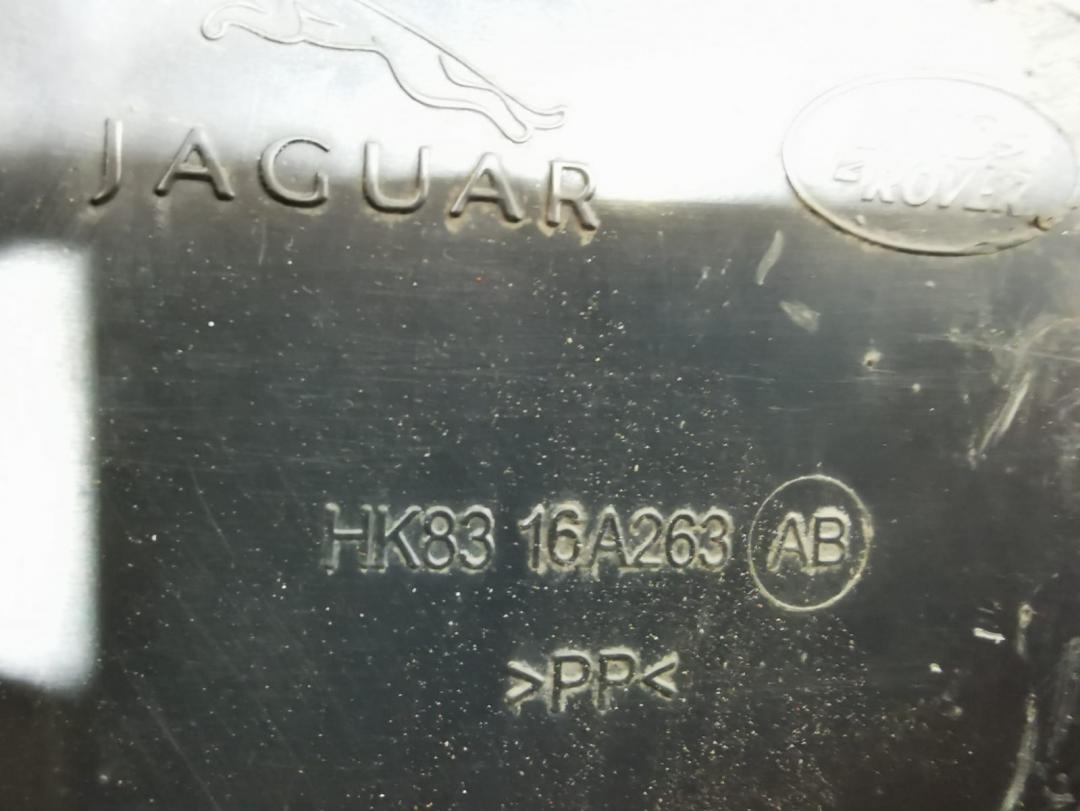 JAGUAR
ROVER
HK83 16A263 AB
>PP<